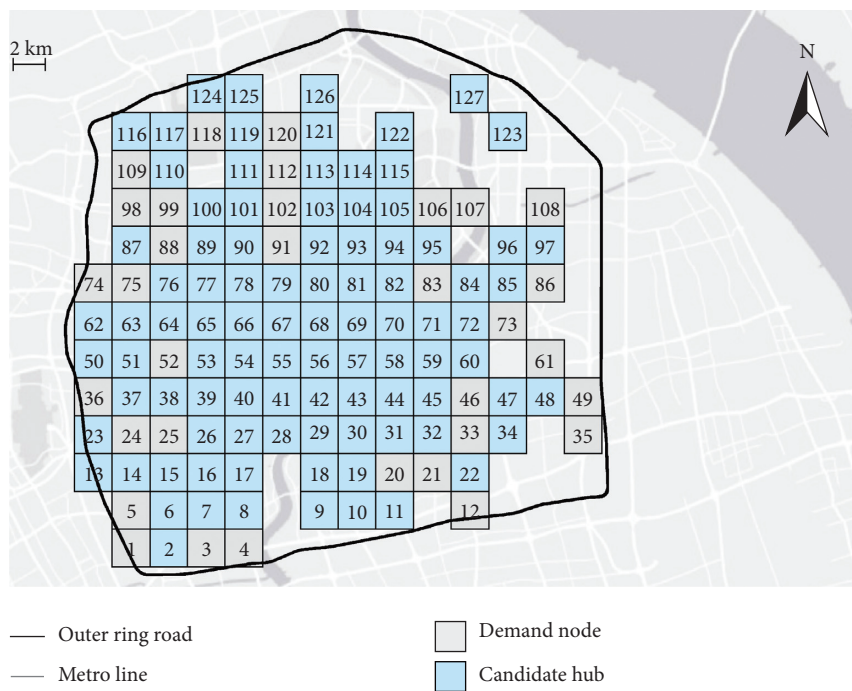 2 km
N
124 125 126 127
116 117 118 119 120 121 122 123
109 110 111 112 113 114 115
98 99 100 101 102 103 104 105 106 107 108
87 88 89 90 91 92 93 94 95 96 97
74 75 76 77 78 79 80 81 82 83 84 85 86
62 63 64 65 66 67 68 69 70 71 72 73
50 51 52 53 54 55 56 57 58 59 60 61
36 37 38 39 40 41 42 43 44 45 46 47 48 49
23 24 25 26 27 28 29 30 31 32 33 34 35
13 14 15 16 17 18 19 20 21 22
5 6 7 8 9 10 11 12
1 2 3 4
Outer ring road
Metro line
Demand node
Candidate hub